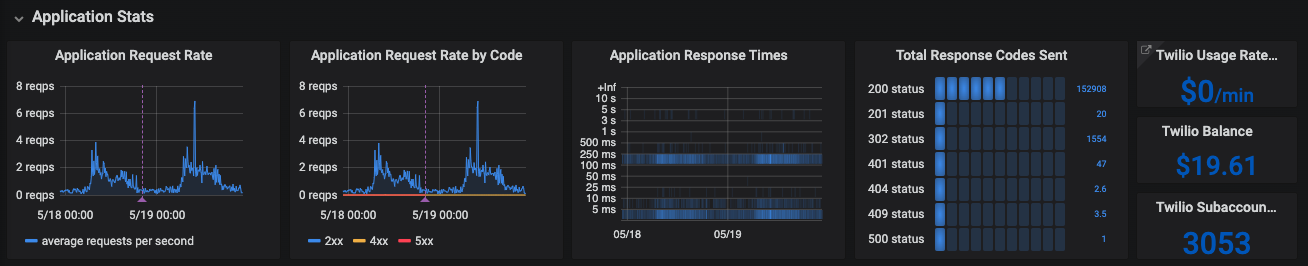 Application Stats
Application Request Rate
8 reqps
6 reqps
4 reqps
2 reqps
0 reqps
5/18 00:00
5/19 00:00
average requests per second
Application Request Rate by Code
8 reqps
6 reqps
4 reqps
2 reqps
0 reqps
5/18 00:00
5/19 00:00
2xx
4xx
5xx
Application Response Times
+Inf
10 s
5 s
3 s
1 s
500 ms
250 ms
100 ms
50 ms
25 ms
10 ms
5 ms
05/18
05/19
Total Response Codes Sent
200 status 152908
201 status 20
302 status 1554
401 status 47
404 status 2.6
409 status 3.5
500 status 1
Twilio Usage Rate...
$0/min
Twilio Balance
$19.61
Twilio Subaccoun...
3053